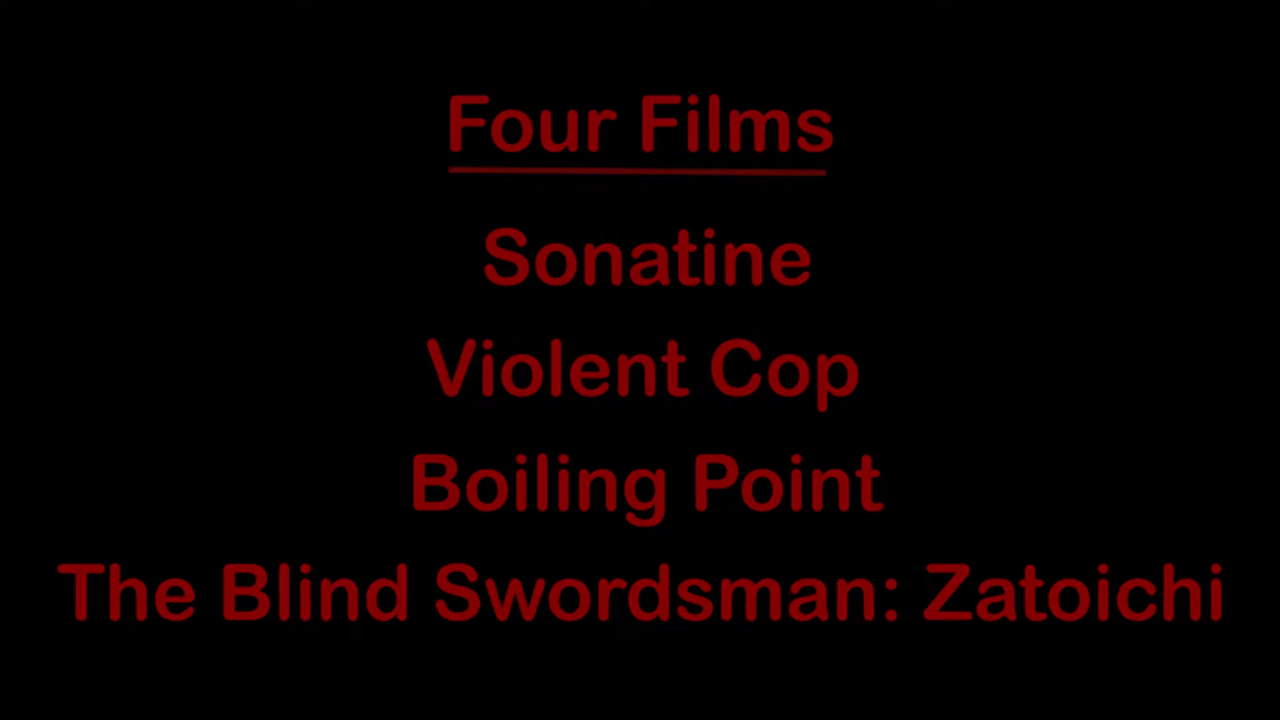 Four Films
Sonatine
Violent Cop
Boiling Point
The Blind Swordsman: Zatoichi